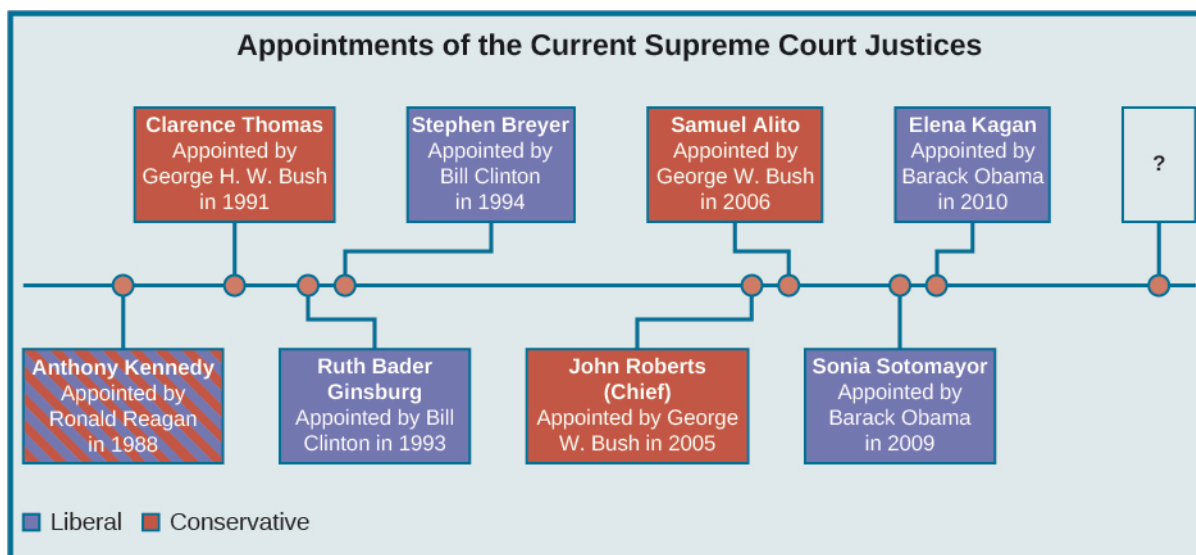 Appointments of the Current Supreme Court Justices
Clarence Thomas
Appointed by
George H. W. Bush
in 1991
Stephen Breyer
Appointed by
Bill Clinton
in 1994
Samuel Alito
Appointed by
George W. Bush
in 2006
Elena Kagan
Appointed by
Barack Obama
in 2010
?
Anthony Kennedy
Appointed by
Ronald Reagan
in 1988
Ruth Bader
Ginsburg
Appointed by Bill
Clinton in 1993
John Roberts
(Chief)
Appointed by George
W. Bush in 2005
Sonia Sotomayor
Appointed by
Barack Obama
in 2009
Liberal
Conservative